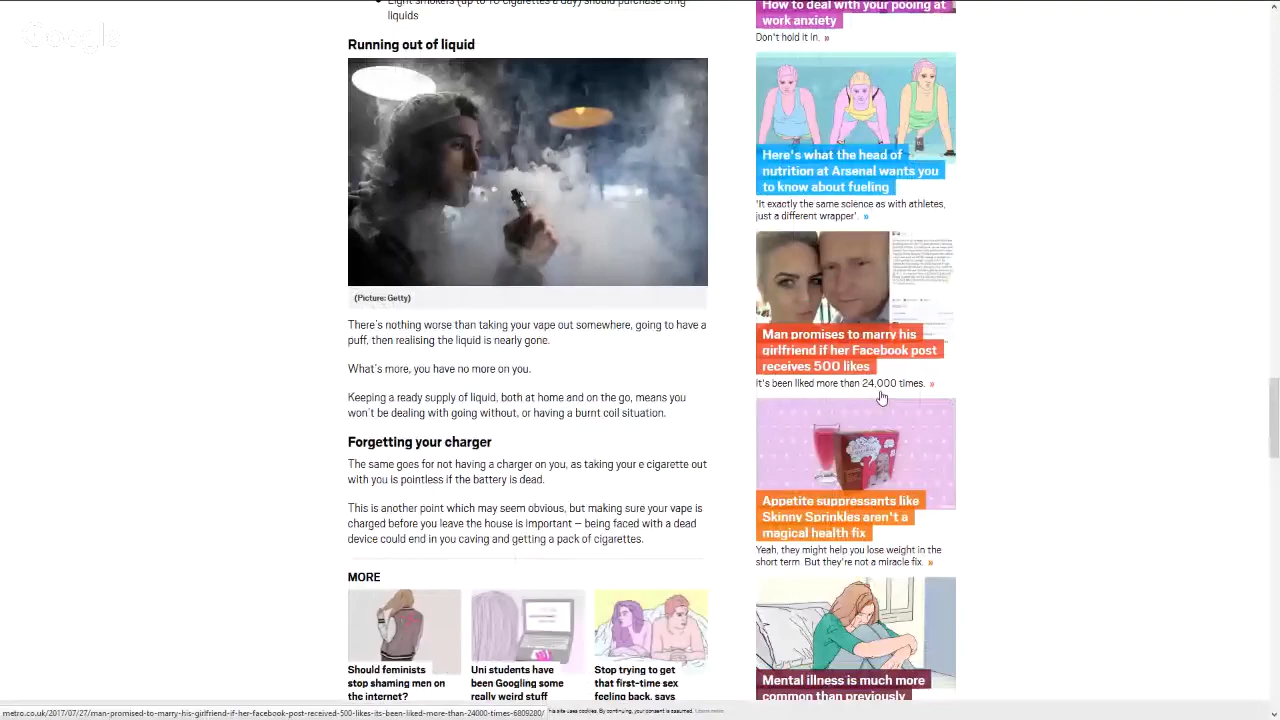 Google
Light smokers (up to 10 cigarettes a day) should purchase 3mg
liquids
Running out of liquid
(Picture: Getty)
There's nothing worse than taking your vape out somewhere, going to have a
puff, then realising the liquid is nearly gone.
What's more, you have no more on you.
Keeping a ready supply of liquid, both at home and on the go, means you
won't be dealing with going without, or having a burnt coil situation.
Forgetting your charger
The same goes for not having a charger on you, as taking your e cigarette out
with you is pointless if the battery is dead.
This is another point which may seem obvious, but making sure your vape is
charged before you leave the house is important – being faced with a dead
device could end in you caving and getting a pack of cigarettes.
MORE
Should feminists
stop shaming men on
the internet?
Uni students have
been Googling some
really weird stuff
Stop trying to get
that first-time sex
feeling back, says
How to deal with your pooing at
work anxiety
Don't hold it in. »
Here's what the head of
nutrition at Arsenal wants you
to know about fueling
'It exactly the same science as with athletes,
just a different wrapper'. »
Man promises to marry his
girlfriend if her Facebook post
receives 500 likes
It's been liked more than 24,000 times. »
Appetite suppressants like
Skinny Sprinkles aren't a
magical health fix
Yeah, they might help you lose weight in the
short term. But they're not a miracle fix. »
Mental illness is much more
common than previously
metro.co.uk/2017/07/27/man-promised-to-marry-his-girlfriend-if-her-facebook-post-received-500-likes-its-been-liked-more-than-24000-times-6809280/
his site uses cookies. By continuing, your consent is assumed.